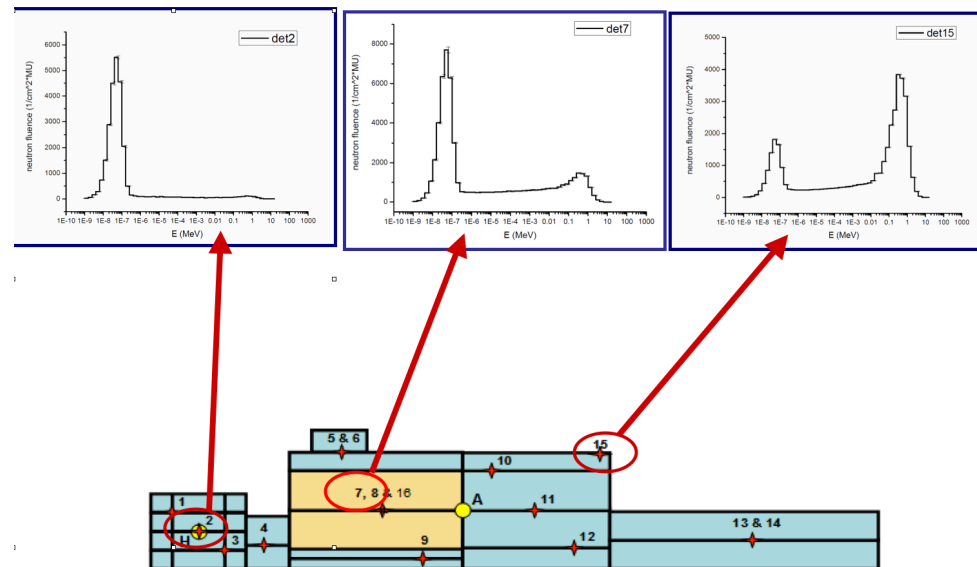 det2
neutron fluence (1/cm^2*MU)
6000
5000
4000
3000
2000
1000
0
1E-10 1E-9 1E-8 1E-7 1E-6 1E-5 1E-4 1E-3 0.01 0.1 1 10 100 1000
E (MeV)
det7
neutron fluence (1/cm^2*MU)
8000
6000
4000
2000
0
1E-10 1E-9 1E-8 1E-7 1E-6 1E-5 1E-4 1E-3 0.01 0.1 1 10 100 1000
E (MeV)
det15
neutron fluence (1/cm^2*MU)
5000
4000
3000
2000
1000
0
1E-10 1E-9 1E-8 1E-7 1E-6 1E-5 1E-4 1E-3 0.01 0.1 1 10 100 1000
E (MeV)
5 & 6
15
10
7, 8 & 16
A
11
1
2
H
3
4
9
12
13 & 14